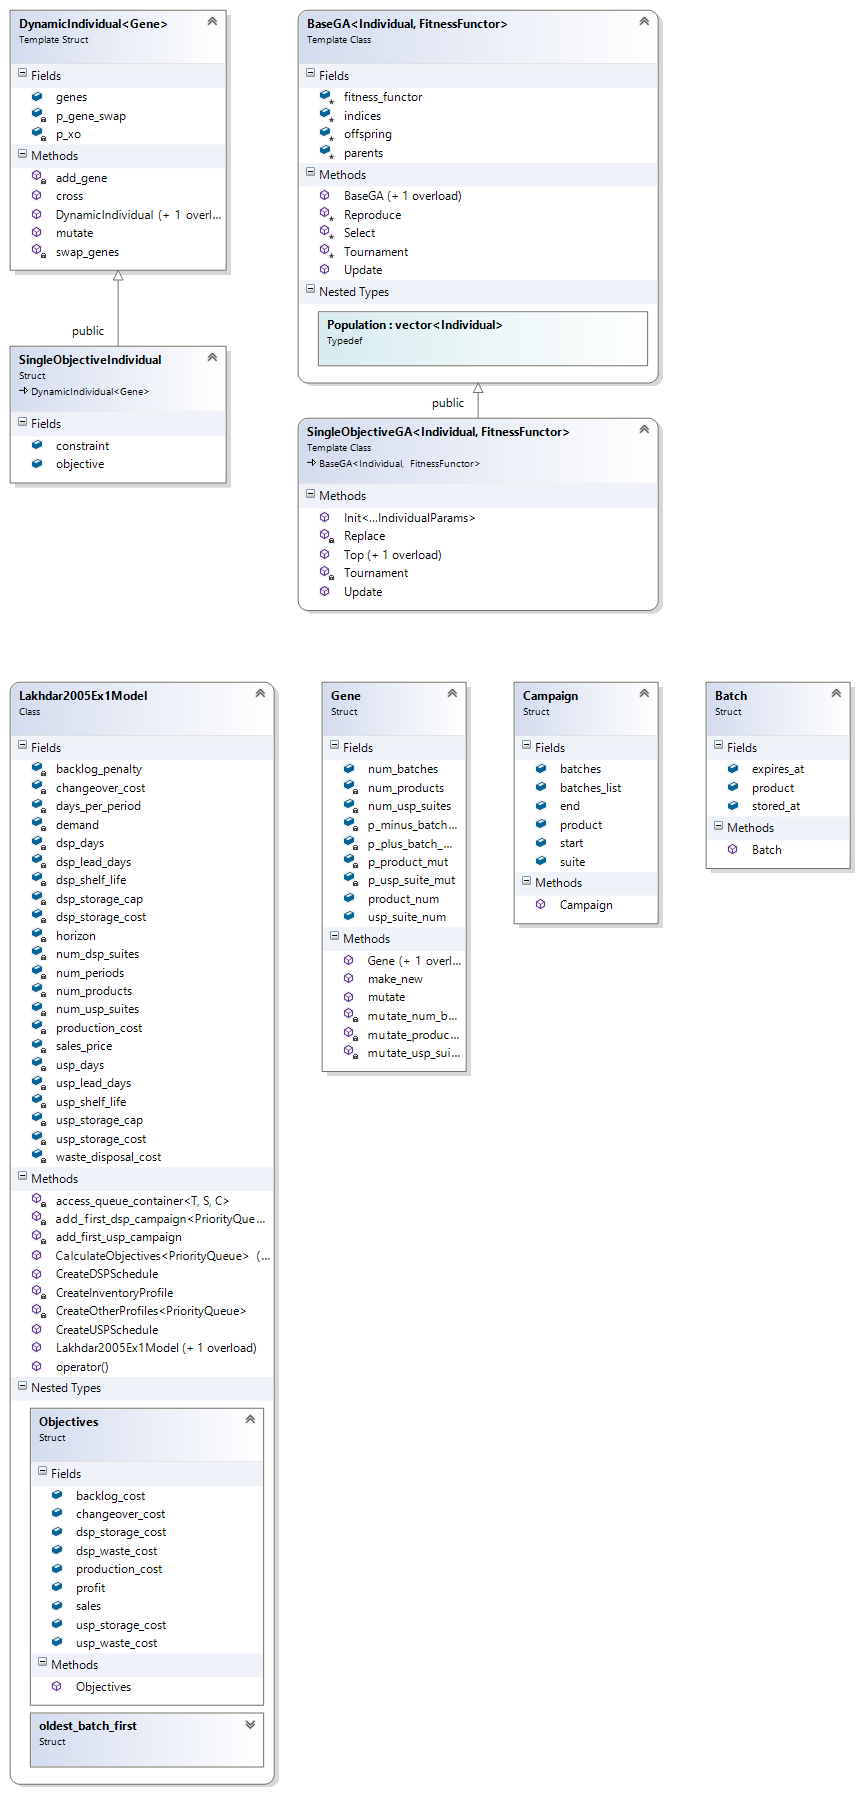 DynamicIndividual<Gene>
Template Struct
Fields
genes
p_gene_swap
p_xo
Methods
add_gene
cross
DynamicIndividual (+ 1 overl...
mutate
swap_genes
public
SingleObjectiveIndividual
Struct
DynamicIndividual<Gene>
Fields
constraint
objective
BaseGA<Individual, FitnessFunctor>
Template Class
Fields
fitness_functor
indices
offspring
parents
Methods
BaseGA (+ 1 overload)
Reproduce
Select
Tournament
Update
Nested Types
Population : vector<Individual>
Typedef
public
SingleObjectiveGA<Individual, FitnessFunctor>
Template Class
BaseGA<Individual, FitnessFunctor>
Methods
Init<...IndividualParams>
Replace
Top (+ 1 overload)
Tournament
Update
Lakhdar2005Ex1Model
Class
Fields
backlog_penalty
changeover_cost
days_per_period
demand
dsp_days
dsp_lead_days
dsp_shelf_life
dsp_storage_cap
dsp_storage_cost
horizon
num_dsp_suites
num_periods
num_products
num_usp_suites
production_cost
sales_price
usp_days
usp_lead_days
usp_shelf_life
usp_storage_cap
usp_storage_cost
waste_disposal_cost
Methods
access_queue_container<T, S, C>
add_first_dsp_campaign<PriorityQue...
add_first_usp_campaign
CalculateObjectives<PriorityQueue> (...
CreateDSPSchedule
CreateInventoryProfile
CreateOtherProfiles<PriorityQueue>
CreateUSPSchedule
Lakhdar2005Ex1Model (+ 1 overload)
operator()
Nested Types
Objectives
Struct
Fields
backlog_cost
changeover_cost
dsp_storage_cost
dsp_waste_cost
production_cost
profit
sales
usp_storage_cost
usp_waste_cost
Methods
Objectives
oldest_batch_first
Struct
Gene
Struct
Fields
num_batches
num_products
num_usp_suites
p_minus_batch...
p_plus_batch_...
p_product_mut
p_usp_suite_mut
product_num
usp_suite_num
Methods
Gene (+ 1 overl...
make_new
mutate
mutate_num_b...
mutate_produc...
mutate_usp_sui...
Campaign
Struct
Fields
batches
batches_list
end
product
start
suite
Methods
Campaign
Batch
Struct
Fields
expires_at
product
stored_at
Methods
Batch